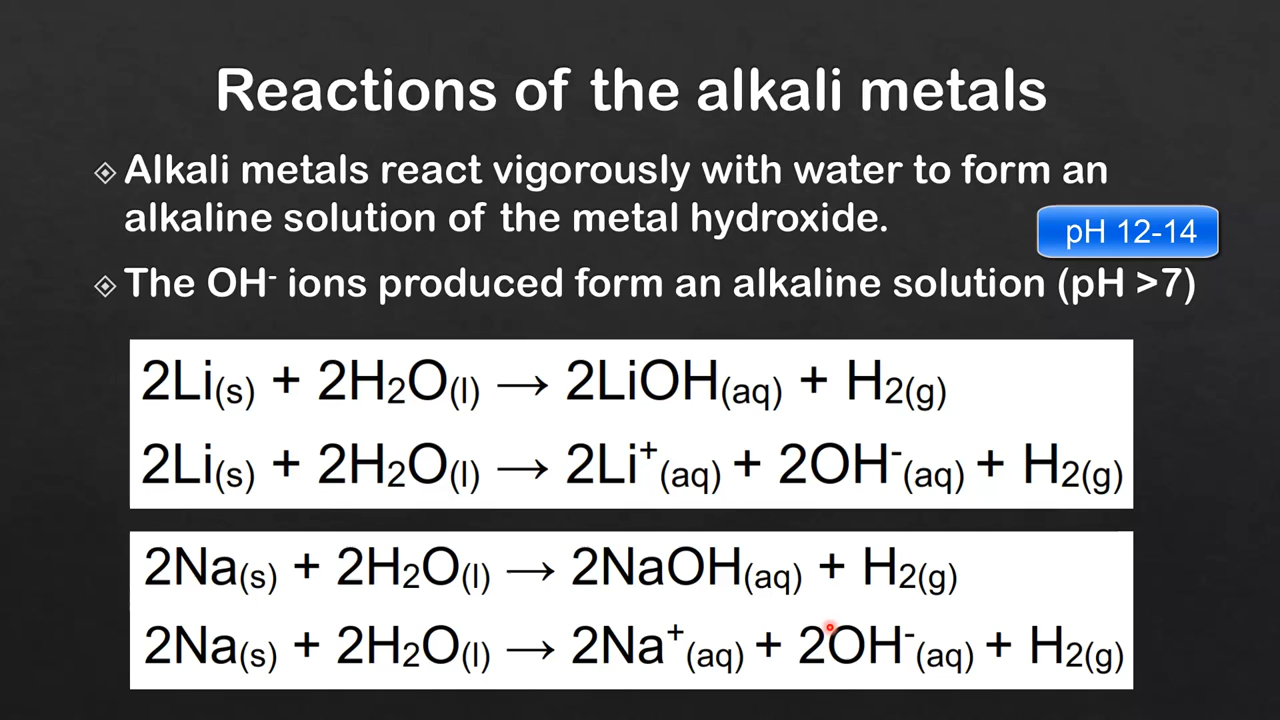 Reactions of the alkali metals
Alkali metals react vigorously with water to form an
alkaline solution of the metal hydroxide.
pH 12-14
The OH⁻ ions produced form an alkaline solution (pH >7)
2Li(s) + 2H₂O(l) → 2LiOH(aq) + H₂(g)
2Li(s) + 2H₂O(l) → 2Li⁺(aq) + 2OH⁻(aq) + H₂(g)
2Na(s) + 2H₂O(l) → 2NaOH(aq) + H₂(g)
2Na(s) + 2H₂O(l) → 2Na⁺(aq) + 2OH⁻(aq) + H₂(g)